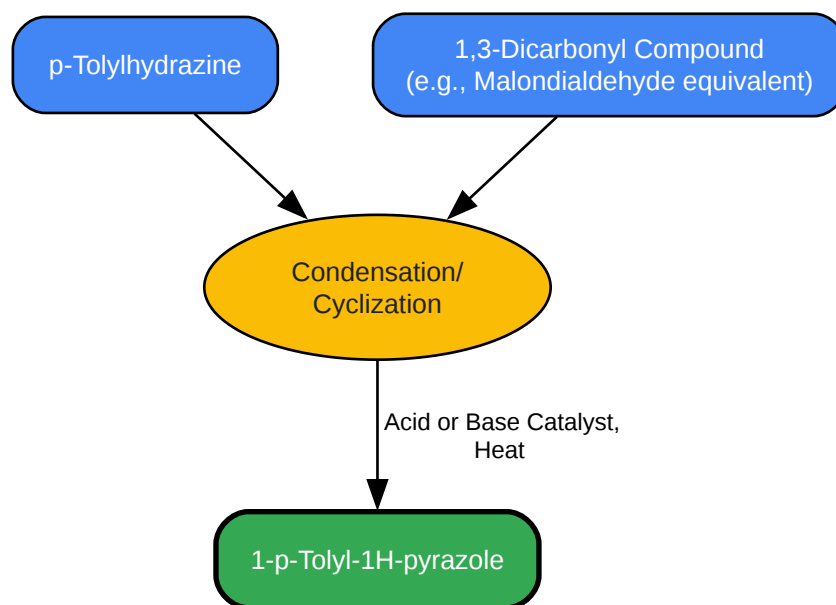 p-Tolylhydrazine
1,3-Dicarbonyl Compound
(e.g., Malondialdehyde equivalent)
Condensation/
Cyclization
Acid or Base Catalyst,
Heat
1-p-Tolyl-1H-pyrazole